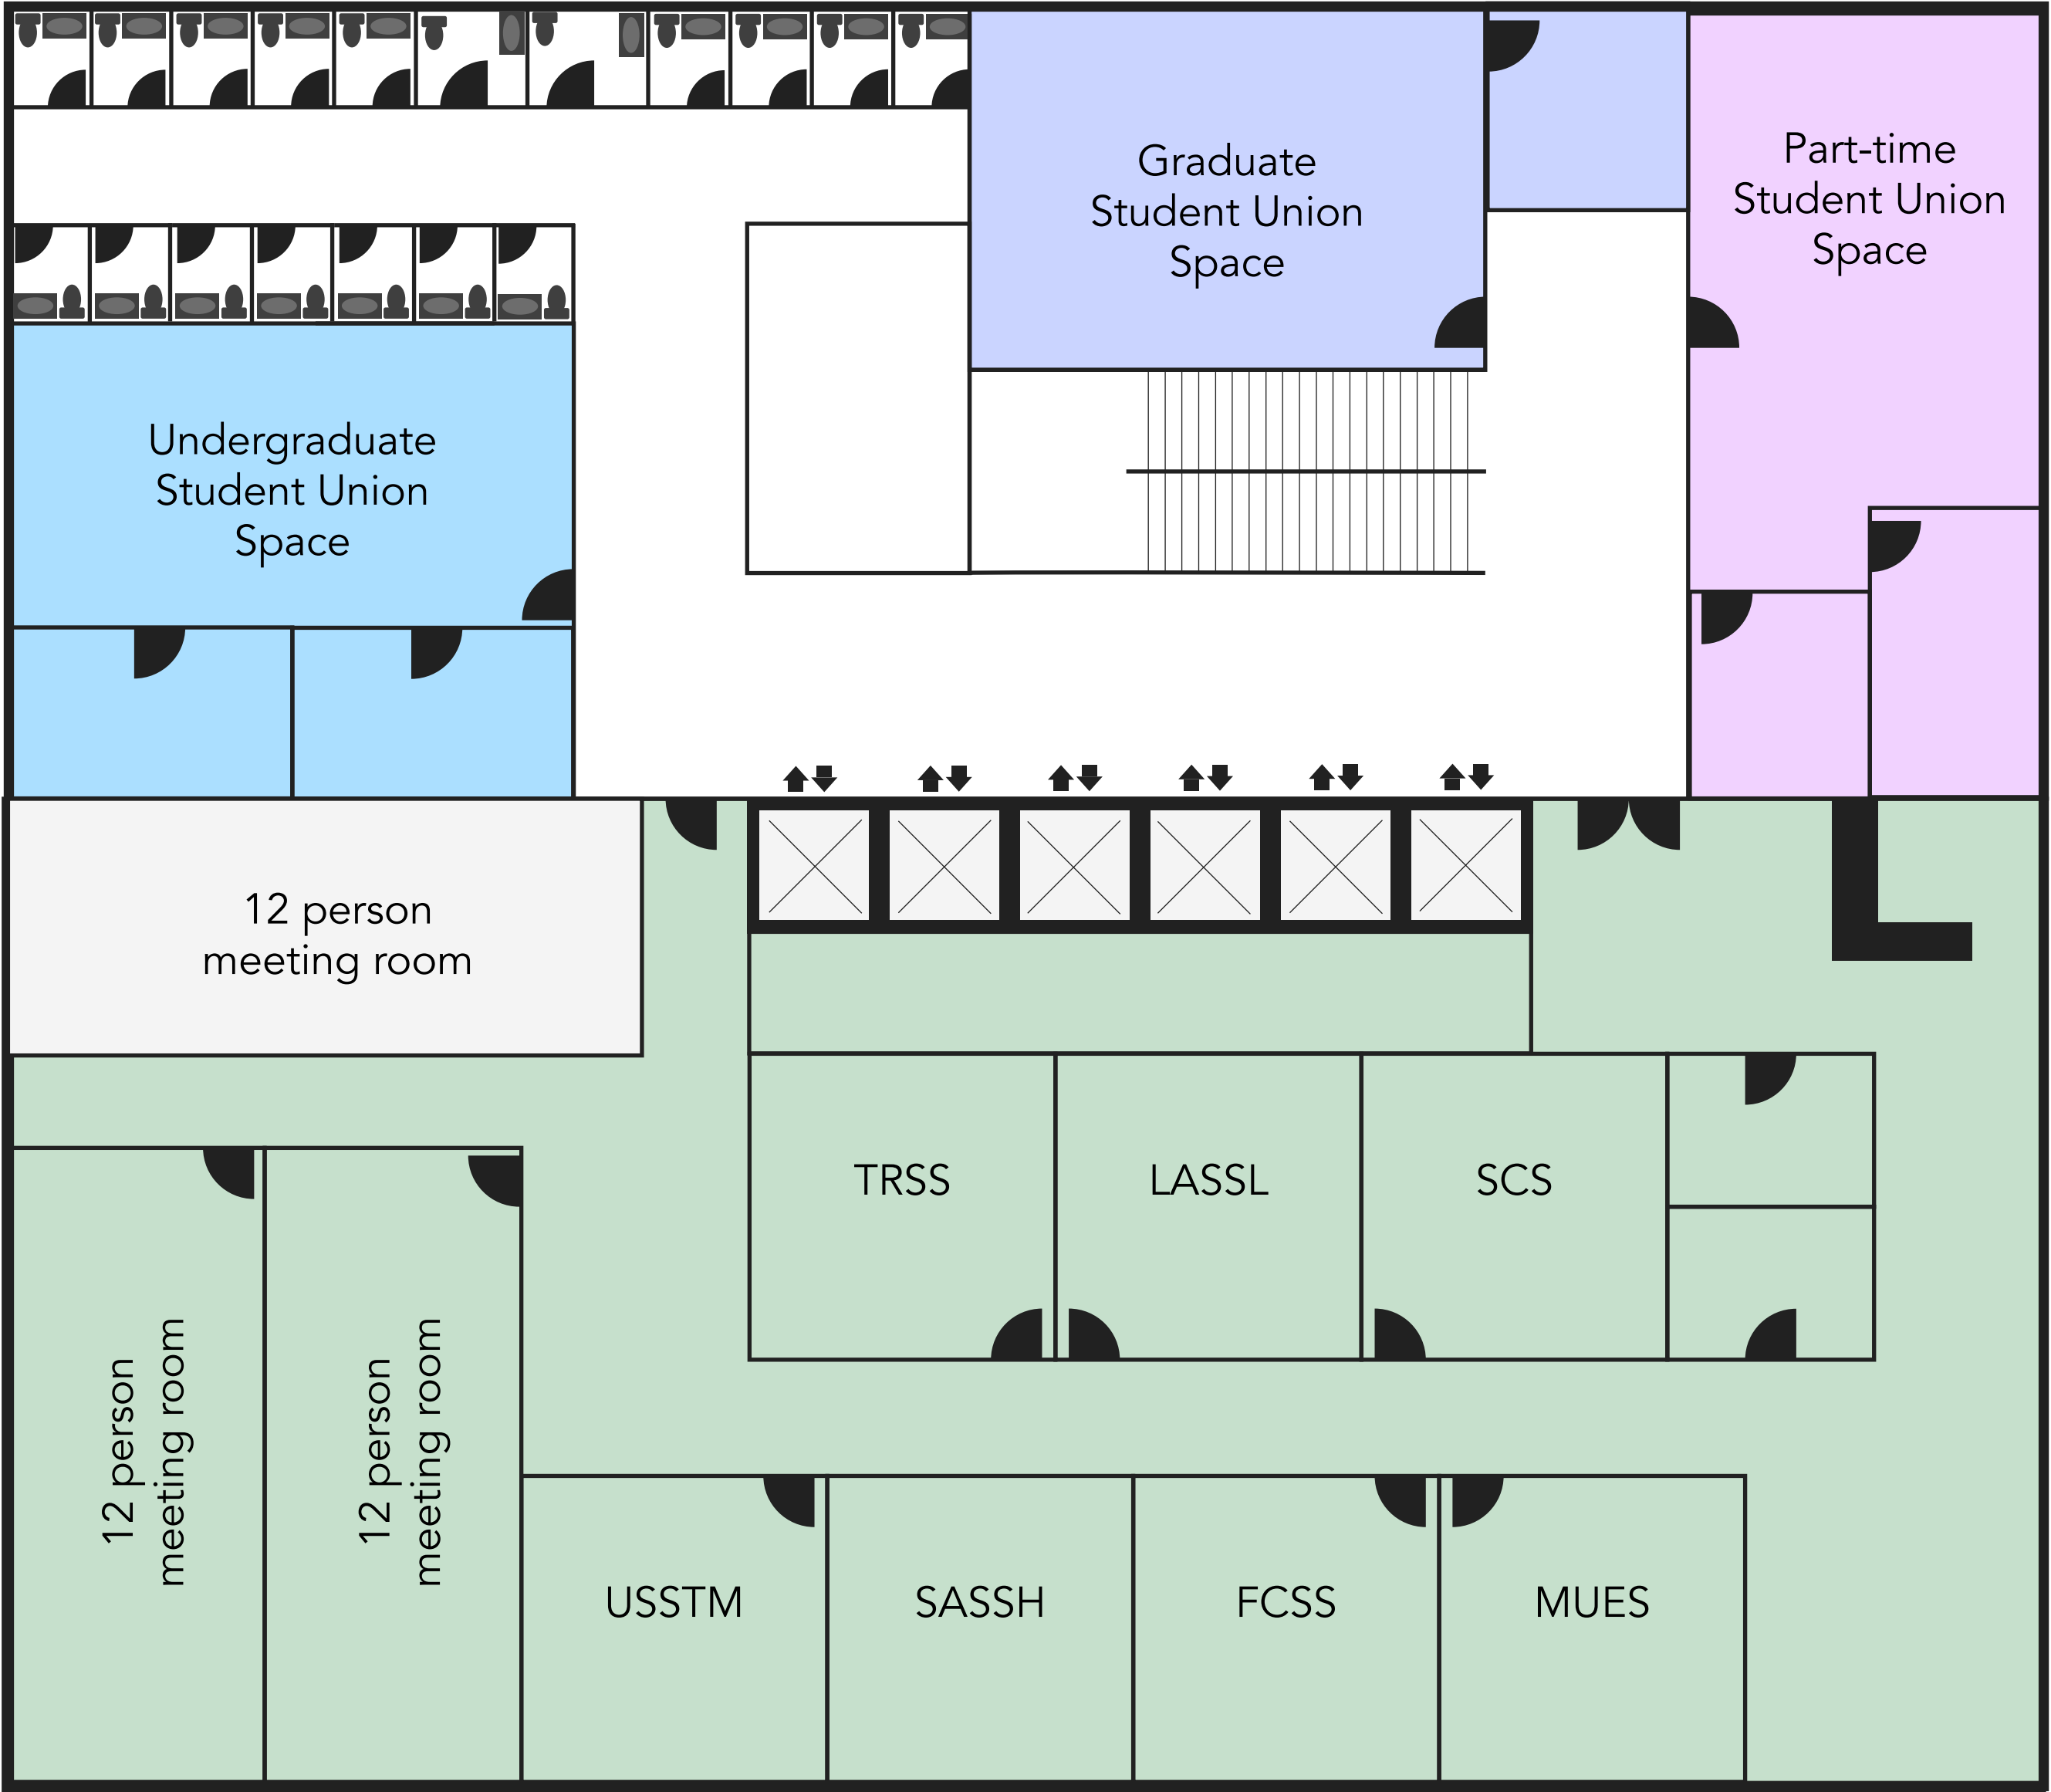 Graduate
Student Union
Space
Part-time
Student Union
Space
Undergraduate
Student Union
Space
12 person
meeting room
TRSS
LASSL
SCS
12 person
meeting room
12 person
meeting room
USSTM
SASSH
FCSS
MUES